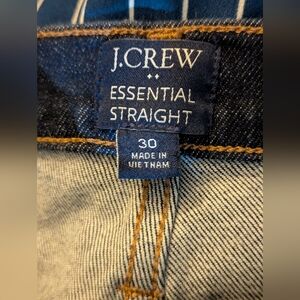 J.CREW
ESSENTIAL
STRAIGHT
30
MADE IN
VIETNAM